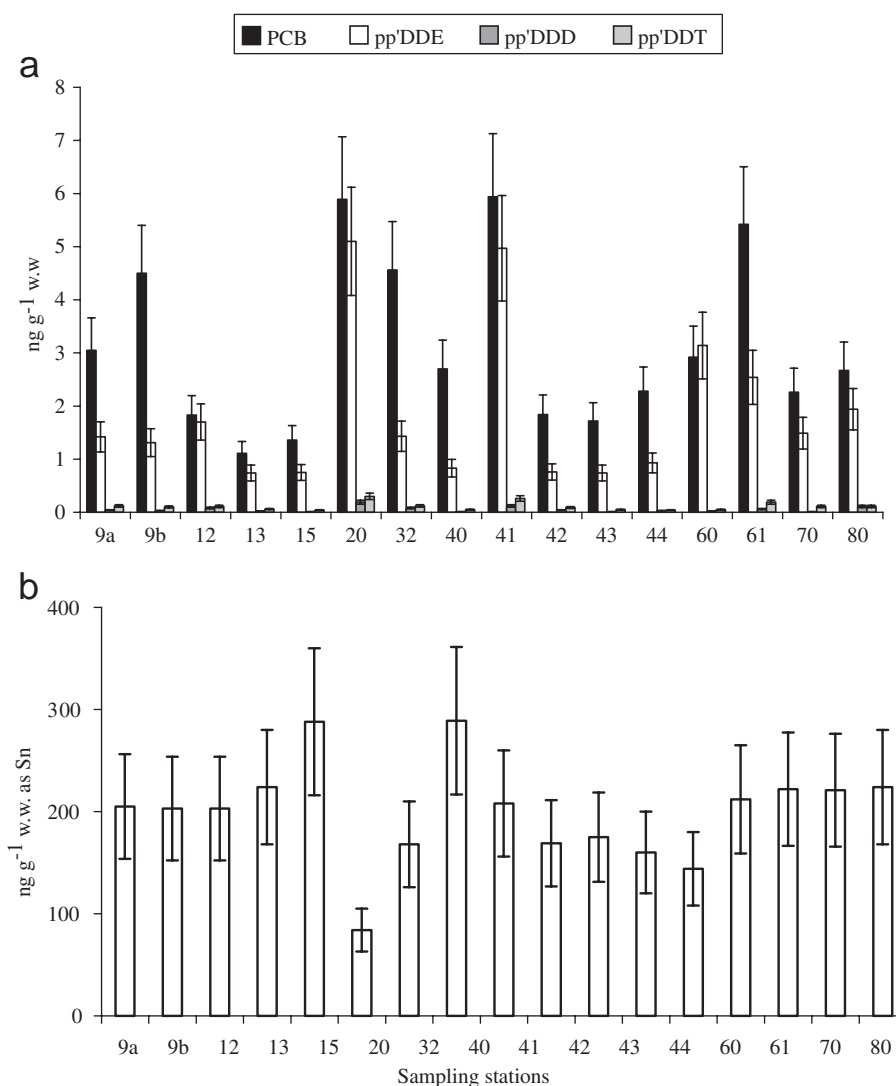 PCB pp'DDE pp'DDD pp'DDT
a
8
7
6
5
4
3
2
1
0
ng g-1 w.w
9a 9b 12 13 15 20 32 40 41 42 43 44 60 61 70 80
b
400
300
200
100
0
ng g-1 w.w. as Sn
9a 9b 12 13 15 20 32 40 41 42 43 44 60 61 70 80
Sampling stations